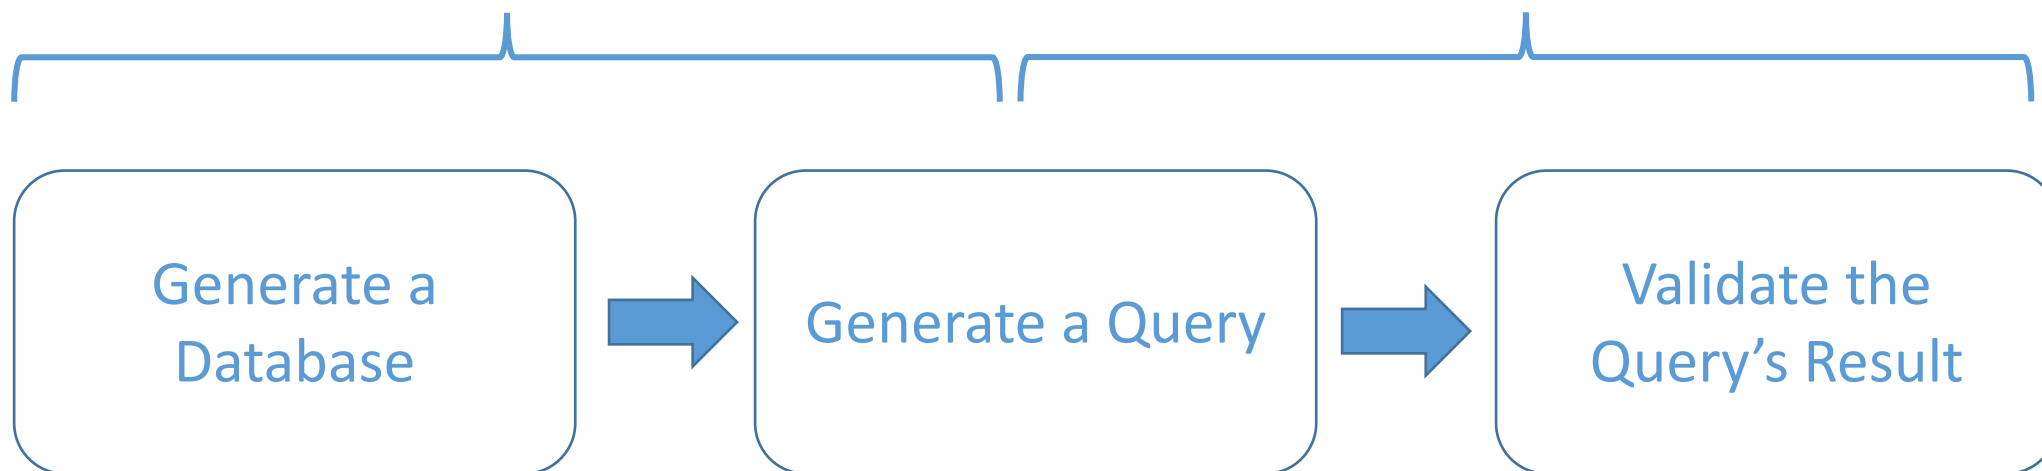 Generate a
Database
Generate a Query
Validate the
Query’s Result